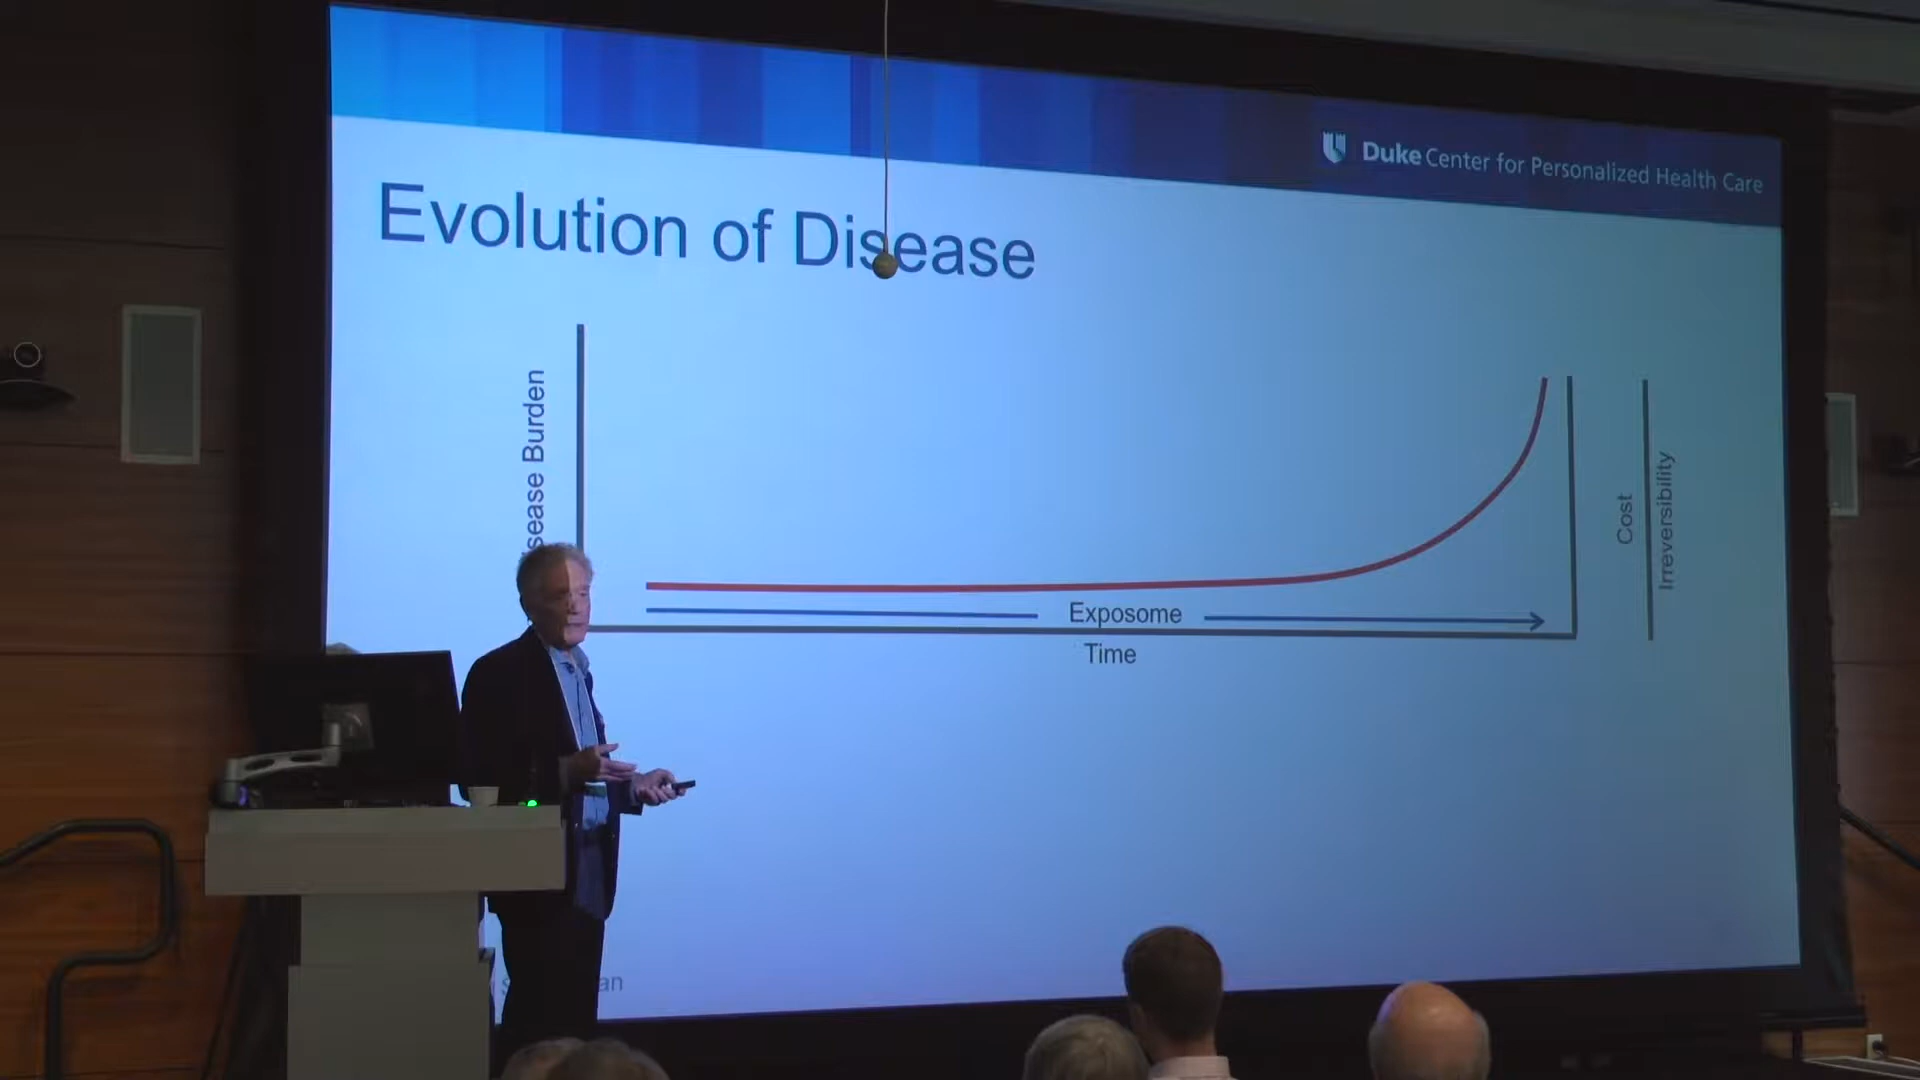 Duke Center for Personalized Health Care
Evolution of Disease
sease Burden
Cost
Irreversibility
Exposome
Time